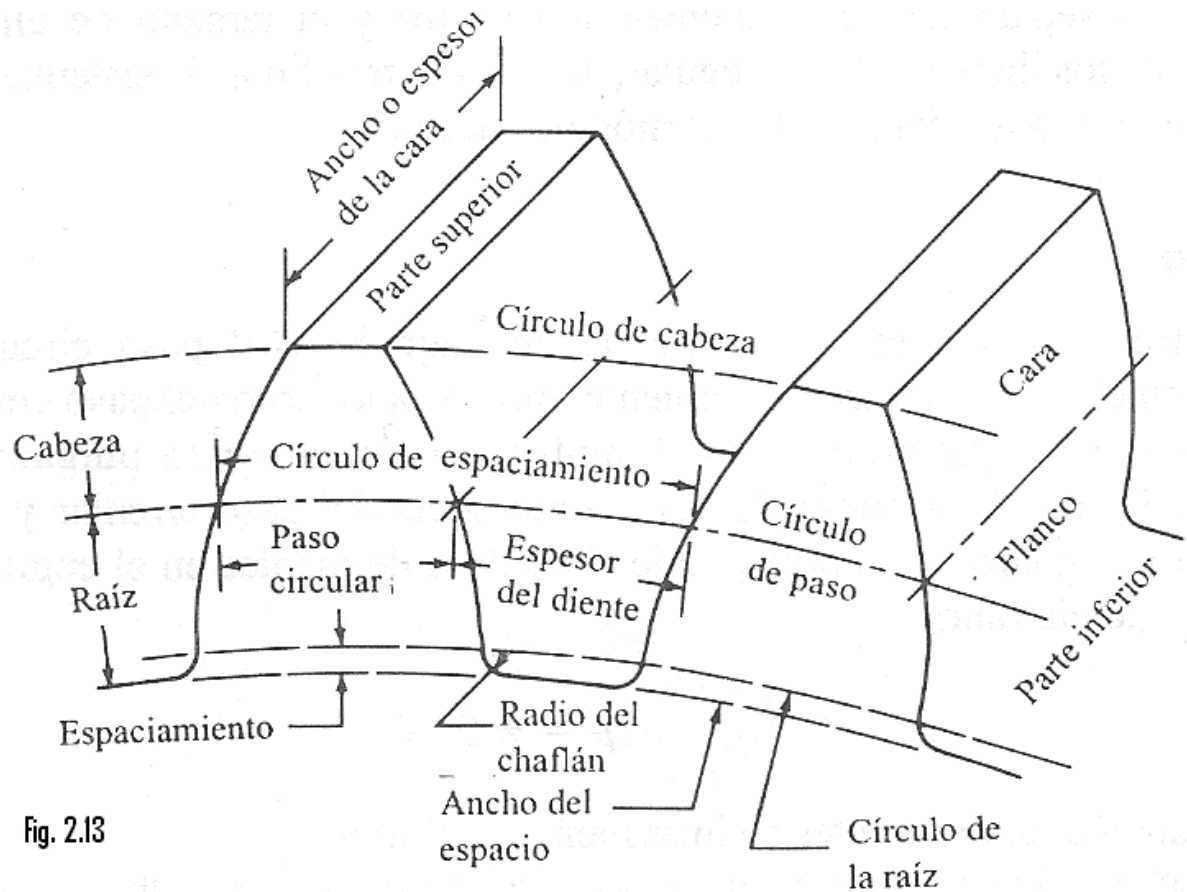 Ancho o espesor
de la cara
Parte superior
Círculo de cabeza
Cara
Cabeza
Círculo de espaciamiento
Paso
circular
Espesor
del diente
Círculo
de paso
Flanco
Raíz
Parte inferior
Espaciamiento
Radio del
chaflán
Ancho del
espacio
Círculo de
la raíz
Fig. 2.13